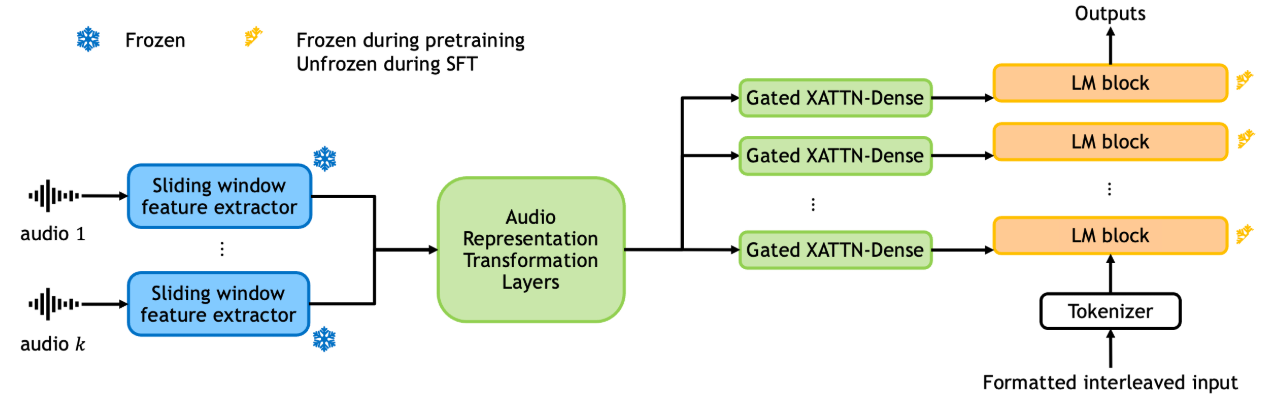 Frozen
Frozen during pretraining
Unfrozen during SFT
audio 1
Sliding window
feature extractor
⋮
audio k
Sliding window
feature extractor
Audio
Representation
Transformation
Layers
Gated XATTN-Dense
Gated XATTN-Dense
⋮
Gated XATTN-Dense
Outputs
LM block
LM block
⋮
LM block
Tokenizer
Formatted interleaved input